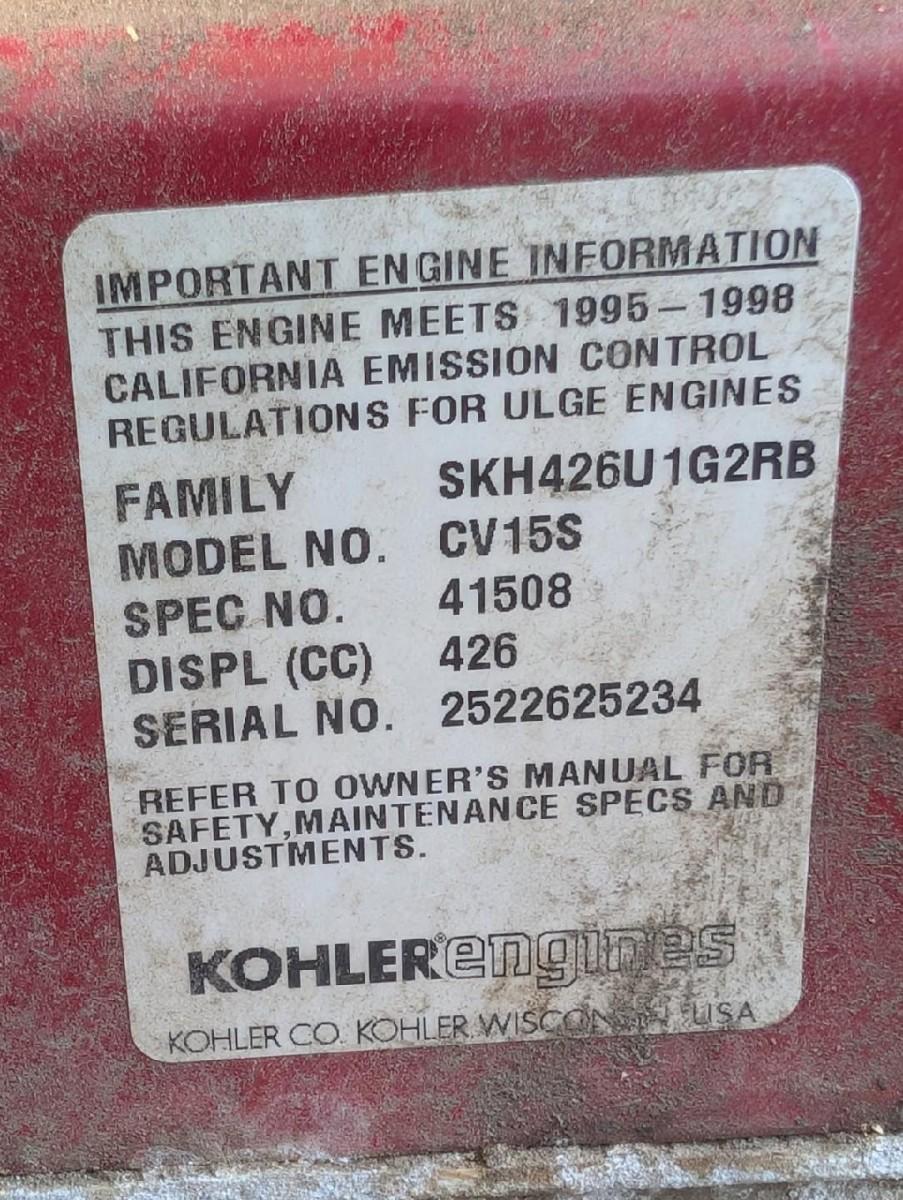 IMPORTANT ENGINE INFORMATION
THIS ENGINE MEETS 1995 – 1998
CALIFORNIA EMISSION CONTROL
REGULATIONS FOR ULGE ENGINES
FAMILY SKH426U1G2RB
MODEL NO. CV15S
SPEC NO. 41508
DISPL (CC) 426
SERIAL NO. 2522625234
REFER TO OWNER'S MANUAL FOR
SAFETY,MAINTENANCE SPECS AND
ADJUSTMENTS.
KOHLER® engines
KOHLER CO. KOHLER, WISCONSIN USA